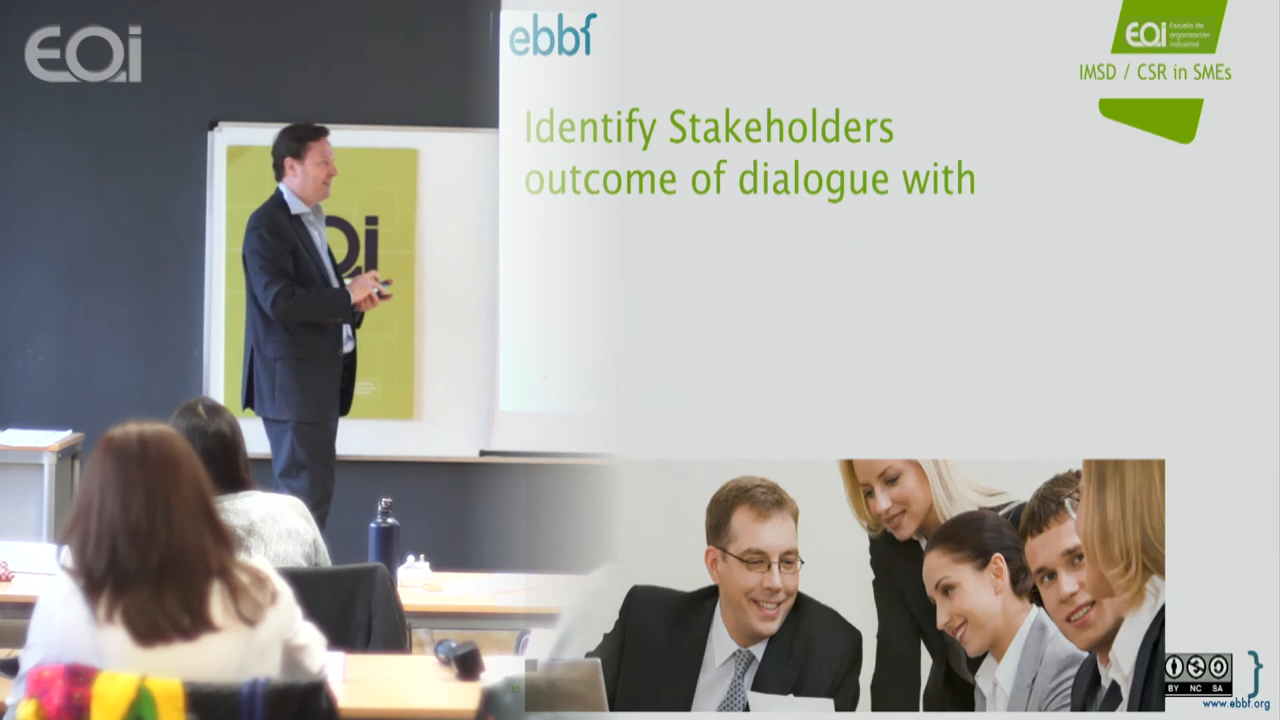 EOi
ebbf
EOi Escuela de
organización
industrial
IMSD / CSR in SMEs
Identify Stakeholders
outcome of dialogue with
Oi
BY NC SA
www.ebbf.org